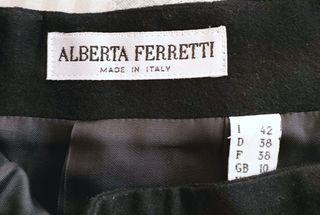 ALBERTA FERRETTI
MADE IN ITALY
I 42
D 38
F 38
GB 10